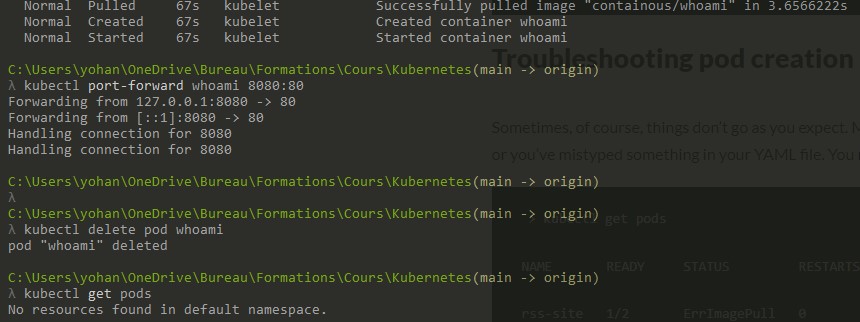 Normal  Pulled     67s   kubelet            Successfully pulled image "containous/whoami" in 3.6566222s
Normal  Created    67s   kubelet            Created container whoami
Normal  Started    67s   kubelet            Started container whoami
Troubleshooting pod creation
C:\Users\yohan\OneDrive\Bureau\Formations\Cours\Kubernetes(main -> origin)
λ kubectl port-forward whoami 8080:80
Forwarding from 127.0.0.1:8080 -> 80
Forwarding from [::1]:8080 -> 80
Sometimes, of course, things don't go as you expect.
Handling connection for 8080
Handling connection for 8080
or you've mistyped something in your YAML file.
C:\Users\yohan\OneDrive\Bureau\Formations\Cours\Kubernetes(main -> origin)
λ
C:\Users\yohan\OneDrive\Bureau\Formations\Cours\Kubernetes(main -> origin)
get pods
λ kubectl delete pod whoami
pod "whoami" deleted
NAME   READY   STATUS   RESTARTS
C:\Users\yohan\OneDrive\Bureau\Formations\Cours\Kubernetes(main -> origin)
λ kubectl get pods
No resources found in default namespace.
rss-site   1/2   ErrImagePull   0